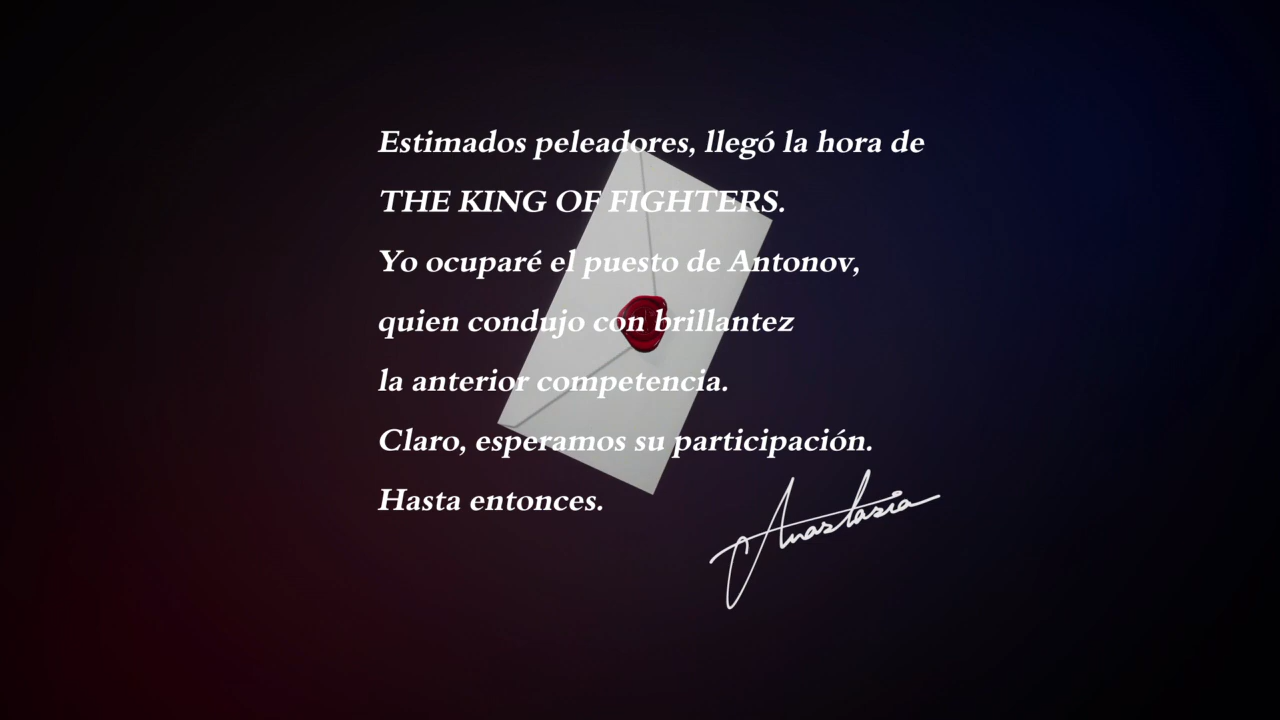 Estimados peleadores, llegó la hora de
THE KING OF FIGHTERS.
Yo ocuparé el puesto de Antonov,
quien condujo con brillantez
la anterior competencia.
Claro, esperamos su participación.
Hasta entonces.
Anastasia